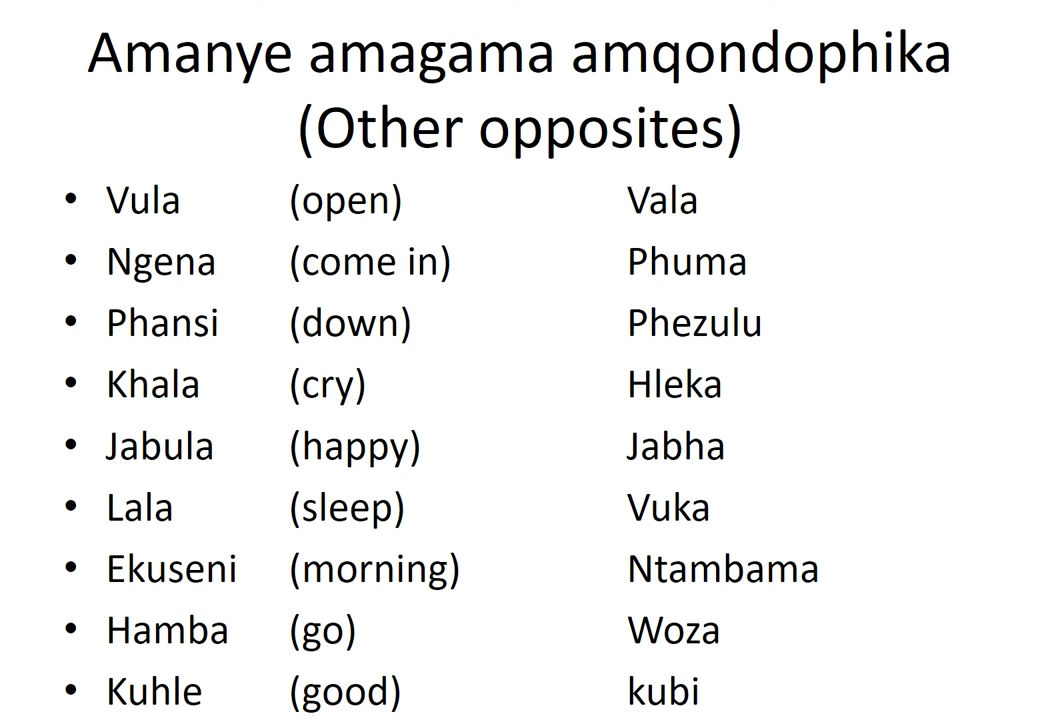 Amanye amagama amqondophika
(Other opposites)
• Vula (open) Vala
• Ngena (come in) Phuma
• Phansi (down) Phezulu
• Khala (cry) Hleka
• Jabula (happy) Jabha
• Lala (sleep) Vuka
• Ekuseni (morning) Ntambama
• Hamba (go) Woza
• Kuhle (good) kubi